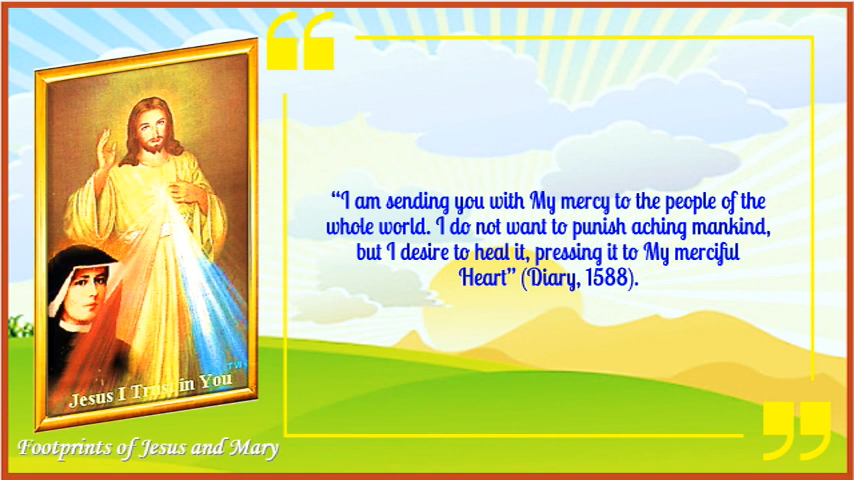 “I am sending you with My mercy to the people of the
whole world. I do not want to punish aching mankind,
but I desire to heal it, pressing it to My merciful
Heart” (Diary, 1588).
Jesus I Trust in You
TM
Footprints of Jesus and Mary